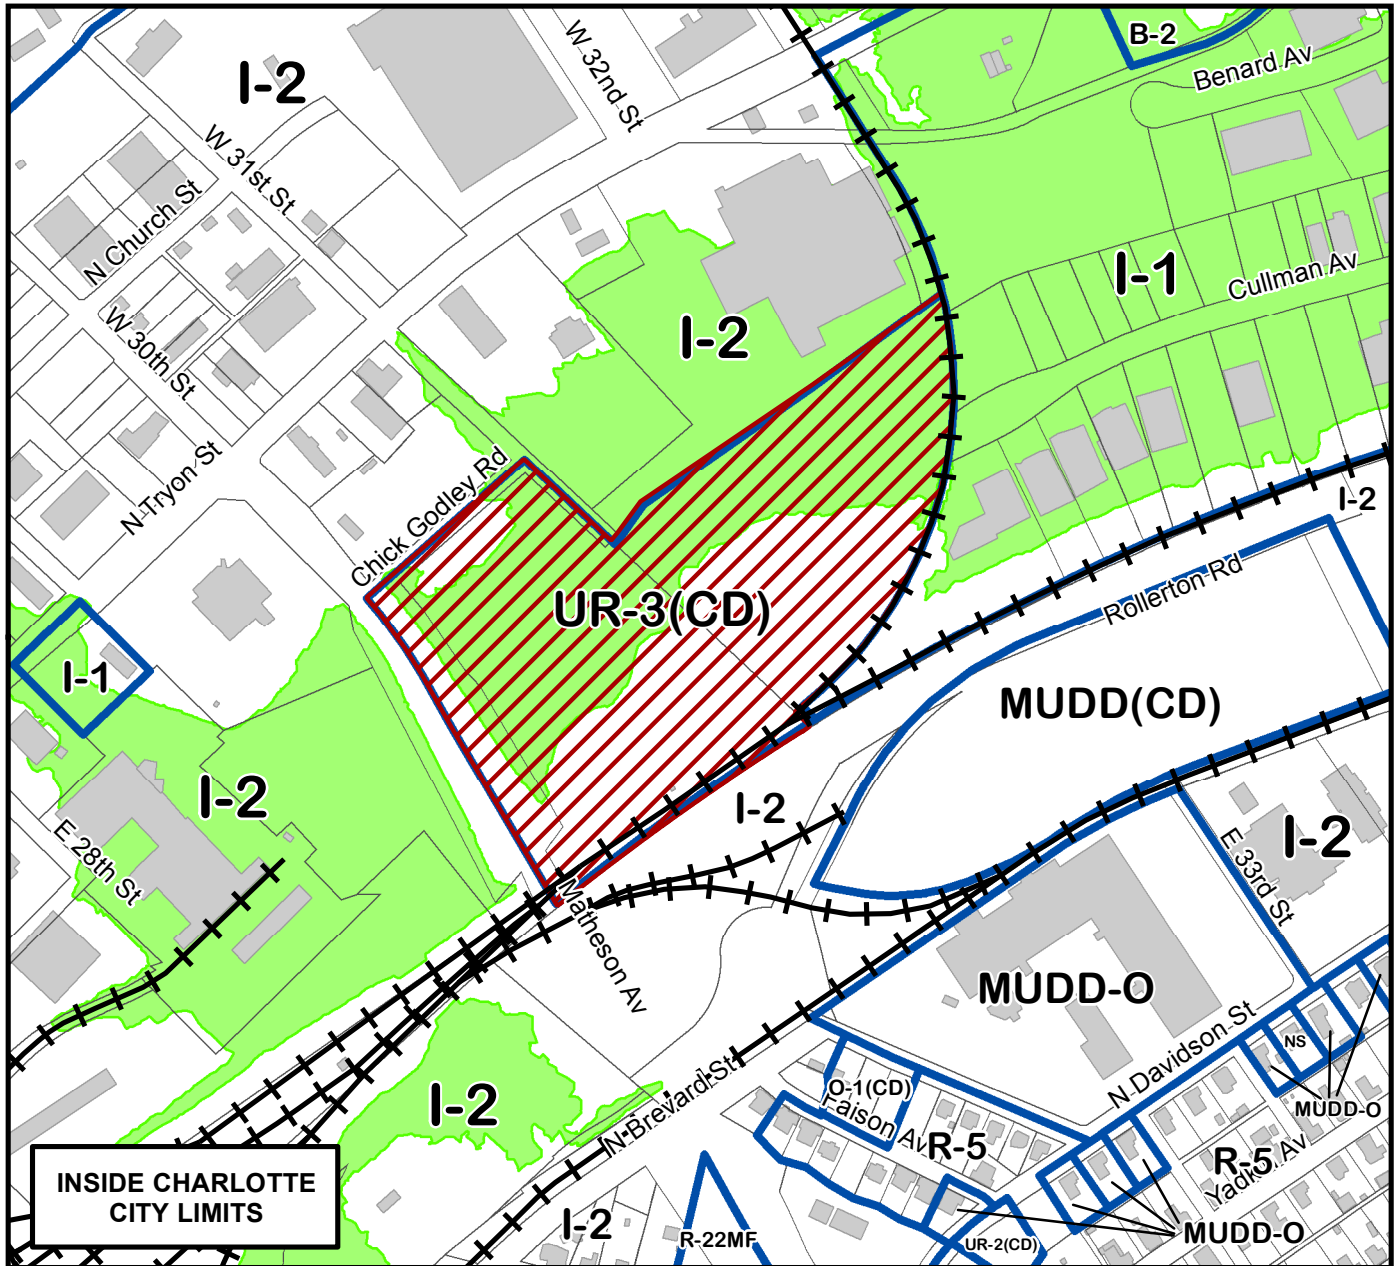 B-2
W 32nd St
Benard Av
I-2
W 31st St
N Church St
I-1
Cullman Av
W 30th St
I-2
N Tryon St
Chick Godley Rd
I-2
Rollerton Rd
UR-3(CD)
I-1
MUDD(CD)
I-2
I-2
E 28th St
E 33rd St
I-2
Matheson Av
MUDD-O
N Davidson St
NS
O-1(CD)
I-2
MUDD-O
N Brevard St
Faison Av
R-5
R-5
Yadkin Av
INSIDE CHARLOTTE
CITY LIMITS
I-2
R-22MF
UR-2(CD)
MUDD-O